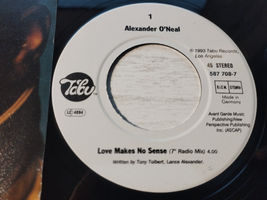 1
Alexander O'Neal
℗ 1993 Tabu Records,
Los Angeles
45 STEREO
587 708-7
Tabu
LC 4694
Made in
Germany
Avant Garde Music
Publishing/New
Perspective Publishing
Inc. (ASCAP)
Love Makes No Sense (7" Radio Mix) 4.00
Written by Tony Tolbert, Lance Alexander.